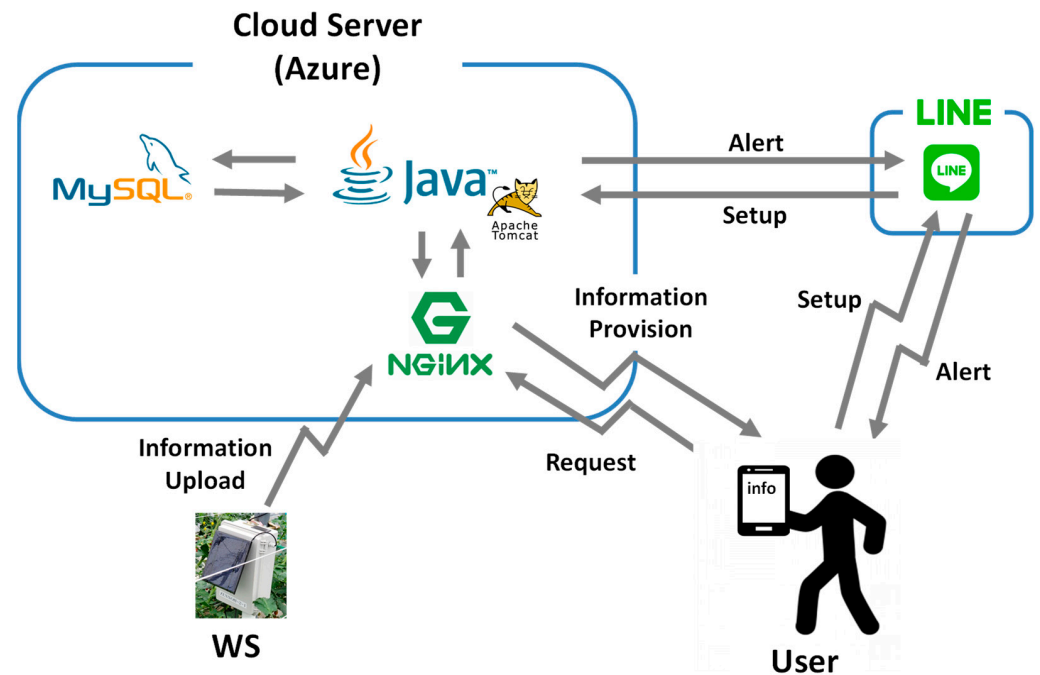 Cloud Server
(Azure)
LINE
Alert
LINE
MySQL®
Java™
Setup
Apache
Tomcat
Information
Provision
Setup
NGiNX
Alert
Information
Upload
Request
info
WS
User